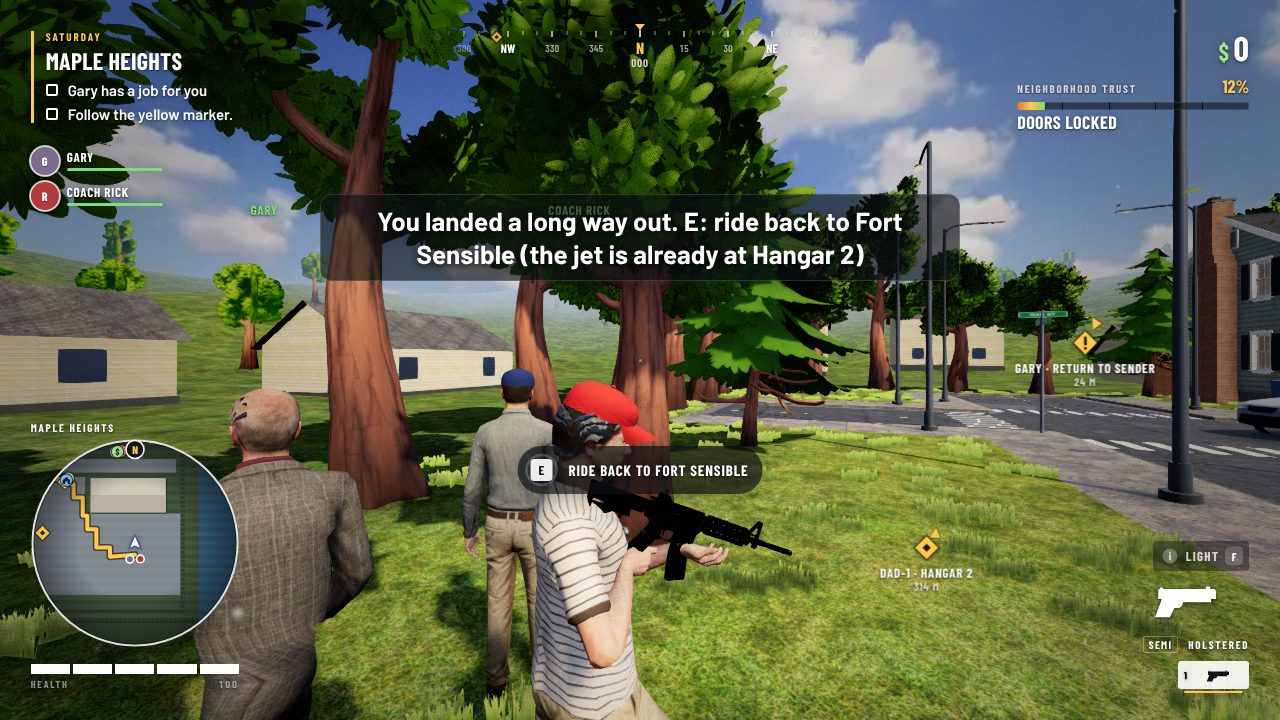 SATURDAY
MAPLE HEIGHTS
Gary has a job for you
Follow the yellow marker.
G GARY
R COACH RICK
300 NW 330 345 N 15 30 NE 60
000
$0
NEIGHBORHOOD TRUST 12%
DOORS LOCKED
GARY
COACH RICK
You landed a long way out. E: ride back to Fort
Sensible (the jet is already at Hangar 2)
GARY · RETURN TO SENDER
24 M
E RIDE BACK TO FORT SENSIBLE
DAD-1 · HANGAR 2
314 M
MAPLE HEIGHTS
$ N
HEALTH 100
LIGHT F
SEMI HOLSTERED
1